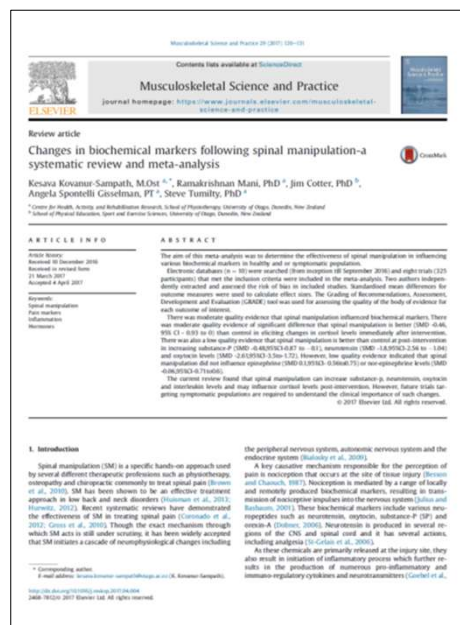 Musculoskeletal Science and Practice 29 (2017) 120–131
Contents lists available at ScienceDirect
Musculoskeletal Science and Practice
journal homepage: https://www.journals.elsevier.com/musculoskeletal-
science-and-practice
ELSEVIER
Review article
Changes in biochemical markers following spinal manipulation-a
systematic review and meta-analysis
CrossMark
Kesava Kovanur-Sampath, M.Ost a,*, Ramakrishnan Mani, PhD a, Jim Cotter, PhD b,
Angela Spontelli Gisselman, PT a, Steve Tumilty, PhD a
a Centre for Health, Activity, and Rehabilitation Research, School of Physiotherapy, University of Otago, Dunedin, New Zealand
b School of Physical Education, Sport and Exercise Sciences, University of Otago, Dunedin, New Zealand
ARTICLE INFO
Article history:
Received 10 December 2016
Received in revised form
21 March 2017
Accepted 4 April 2017
Keywords:
Spinal manipulation
Pain markers
Inflammation
Hormones
ABSTRACT
The aim of this meta-analysis was to determine the effectiveness of spinal manipulation in influencing
various biochemical markers in healthy and or symptomatic population.
Electronic databases (n = 10) were searched (from inception till September 2016) and eight trials (325
participants) that met the inclusion criteria were included in the meta-analysis. Two authors independ-
ently extracted and assessed the risk of bias in included studies. Standardised mean differences for
outcome measures were used to calculate effect sizes. The Grading of Recommendations, Assessment,
Development and Evaluation (GRADE) tool was used for assessing the quality of the body of evidence for
each outcome of interest.
There was moderate quality evidence that spinal manipulation influenced biochemical markers. There
was moderate quality evidence of significant difference that spinal manipulation is better (SMD -0.46,
95% CI - 0.93 to 0) than control in eliciting changes in cortisol levels immediately after intervention.
There was also a low quality evidence that spinal manipulation is better than control at post-intervention
in increasing substance-P (SMD -0.48, 95%CI-0.87 to - 0.1), neurotensin (SMD -1.8, 95%CI-2.56 to - 1.04)
and oxytocin levels (SMD -2.61, 95%CI-3.5to-1.72). However, low quality evidence indicated that spinal
manipulation did not influence epinephrine (SMD 0.1, 95%CI- -0.56to0.75) or nor-epinephrine levels (SMD
-0.06, 95%CI-0.71to0.6).
The current review found that spinal manipulation can increase substance-p, neurotensin, oxytocin
and interleukin levels and may influence cortisol levels post-intervention. However, future trials tar-
geting symptomatic populations are required to understand the clinical importance of such changes.
© 2017 Elsevier Ltd. All rights reserved.
1. Introduction
Spinal manipulation (SM) is a specific hands-on approach used
by several different therapeutic professions such as physiotherapy,
osteopathy and chiropractic commonly to treat spinal pain (Brown
et al., 2010). SM has been shown to be an effective treatment
approach in low back and neck disorders (Huisman et al., 2013;
Hurwitz, 2012). Recent systematic reviews have demonstrated
the effectiveness of SM in treating spinal pain (Coronado et al.,
2012; Gross et al., 2010). Though the exact mechanism through
which SM acts is still under scrutiny, it has been widely accepted
that SM initiates a cascade of neurophysiological changes including
* Corresponding author.
the peripheral nervous system, autonomic nervous system and the
endocrine system (Bialosky et al., 2009).
A key causative mechanism responsible for the perception of
pain is nociception that occurs at the site of tissue injury (Besson
and Chaouch, 1987). Nociception is mediated by a range of locally
and remotely produced biochemical markers, resulting in trans-
mission of nociceptive impulses into the nervous system (Julius and
Basbaum, 2001). These biochemical markers include various neu-
ropeptides such as neurotensin, oxytocin, substance-P (SP) and
orexin-A. Neurotensin is produced in several re-
gions of the CNS and spinal cord and it has several actions,
including analgesia (St-Gelais et al., 2006).
As these chemicals are primarily released at the injury site, they
also result in initiation of inflammatory process which further re-
sults in the production of numerous pro-inflammatory and
immuno-regulatory cytokines and neurotransmitters (Goebel et al.,